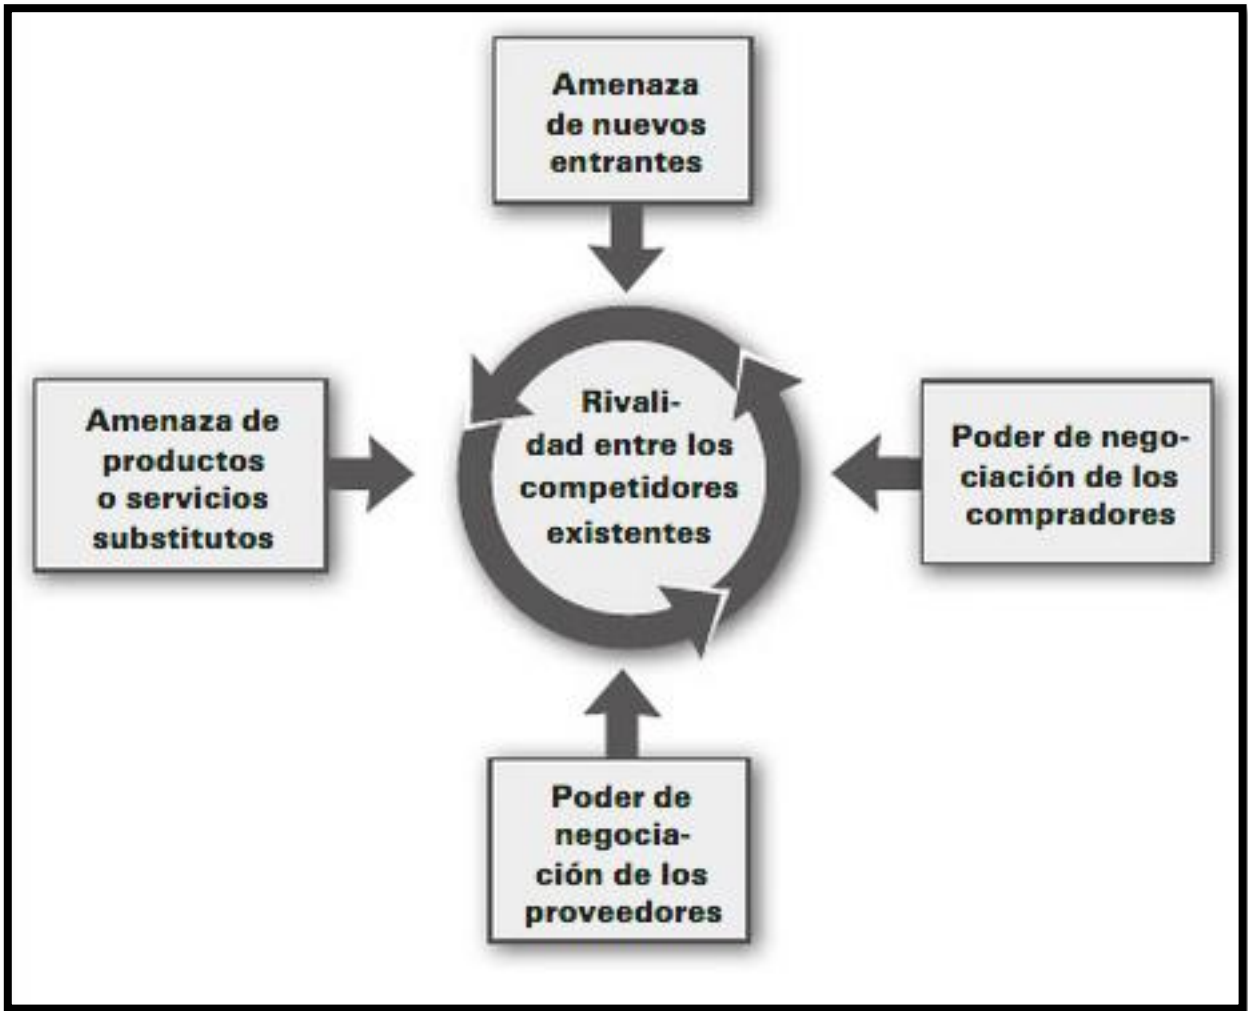 Amenaza
de nuevos
entrantes
Amenaza de
productos
o servicios
substitutos
Rivali-
dad entre los
competidores
existentes
Poder de nego-
ciación de los
compradores
Poder de
negocia-
ción de los
proveedores